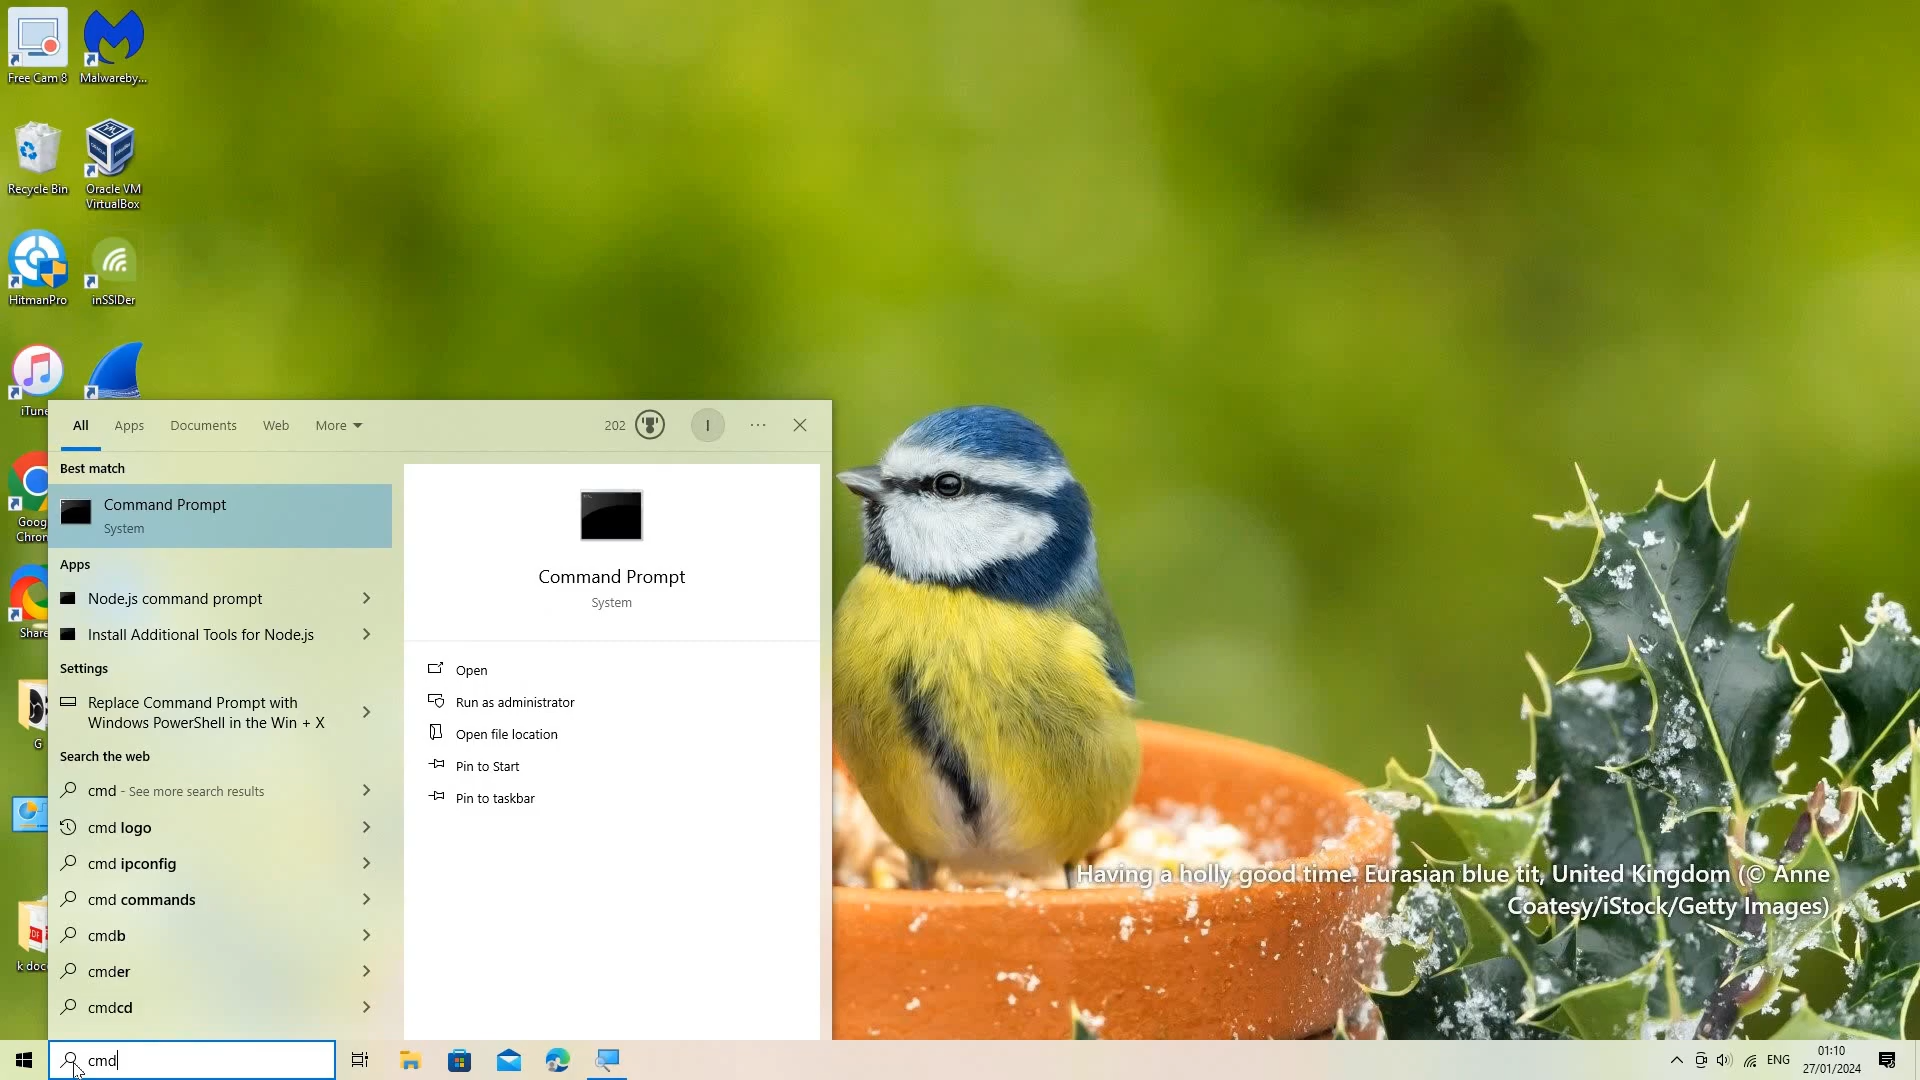 Free Cam 8
Malwareby...
Recycle Bin
Oracle VM
VirtualBox
HitmanPro
inSSIDer
iTune
Goog
Chron
Share
G
k doc
All
Apps
Documents
Web
More
202
I
Best match
Command Prompt
System
Apps
Node.js command prompt
Install Additional Tools for Node.js
Settings
Replace Command Prompt with
Windows PowerShell in the Win + X
Search the web
cmd - See more search results
cmd logo
cmd ipconfig
cmd commands
cmdb
cmder
cmdcd
Command Prompt
System
Open
Run as administrator
Open file location
Pin to Start
Pin to taskbar
Having a holly good time. Eurasian blue tit, United Kingdom (© Anne
Coatesy/iStock/Getty Images)
cmd
ENG
01:10
27/01/2024